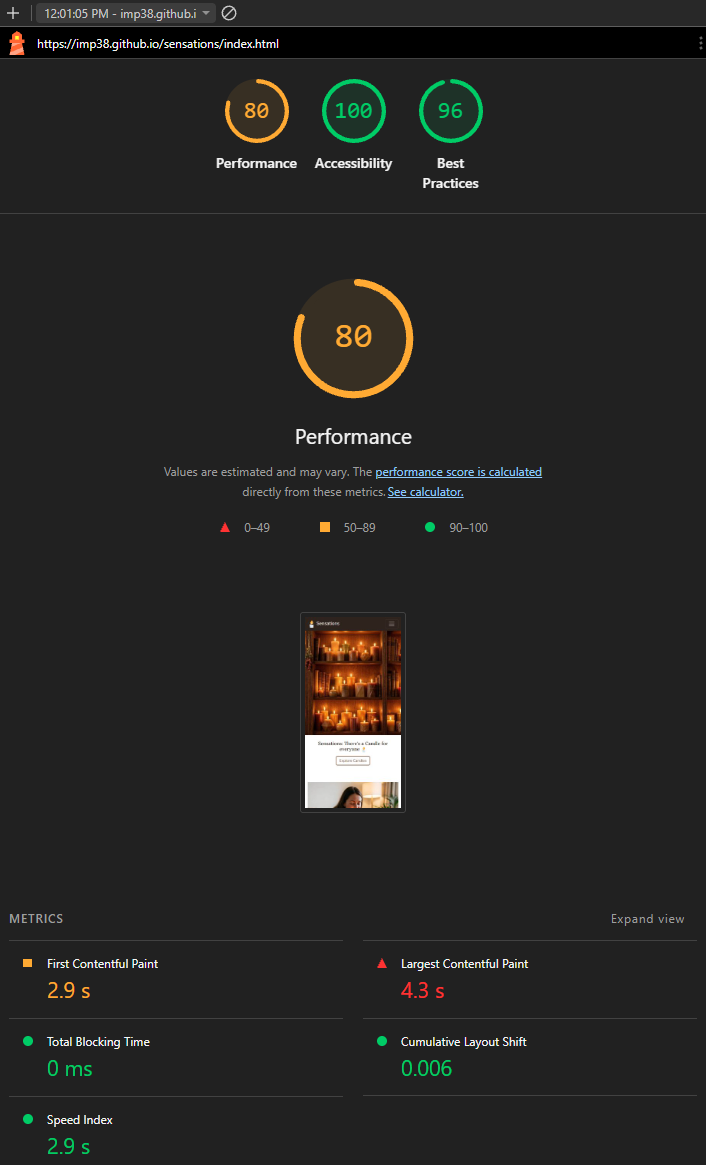 12:01:05 PM - imp38.github.i
https://imp38.github.io/sensations/index.html
80
100
96
Performance
Accessibility
Best
Practices
80
Performance
Values are estimated and may vary. The performance score is calculated
directly from these metrics. See calculator.
0–49
50–89
90–100
Sensations
Sensations: There's a Candle for
everyone
Explore Candles
METRICS
Expand view
First Contentful Paint
2.9 s
Largest Contentful Paint
4.3 s
Total Blocking Time
0 ms
Cumulative Layout Shift
0.006
Speed Index
2.9 s